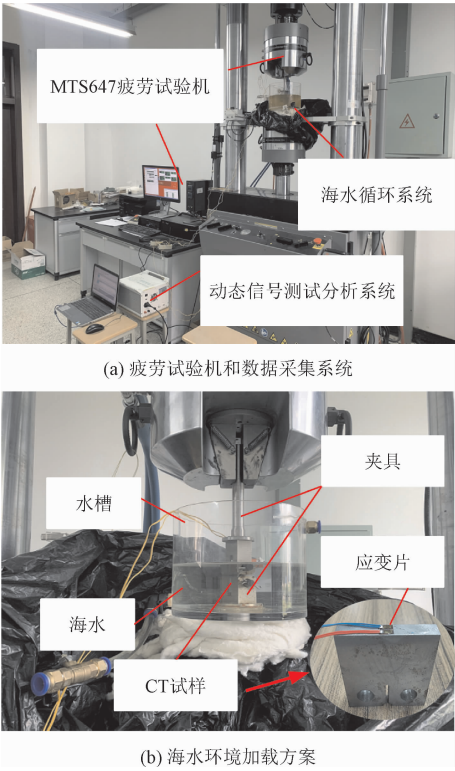 MTS647疲劳试验机
海水循环系统
动态信号测试分析系统
(a) 疲劳试验机和数据采集系统
夹具
水槽
应变片
海水
CT试样
(b) 海水环境加载方案